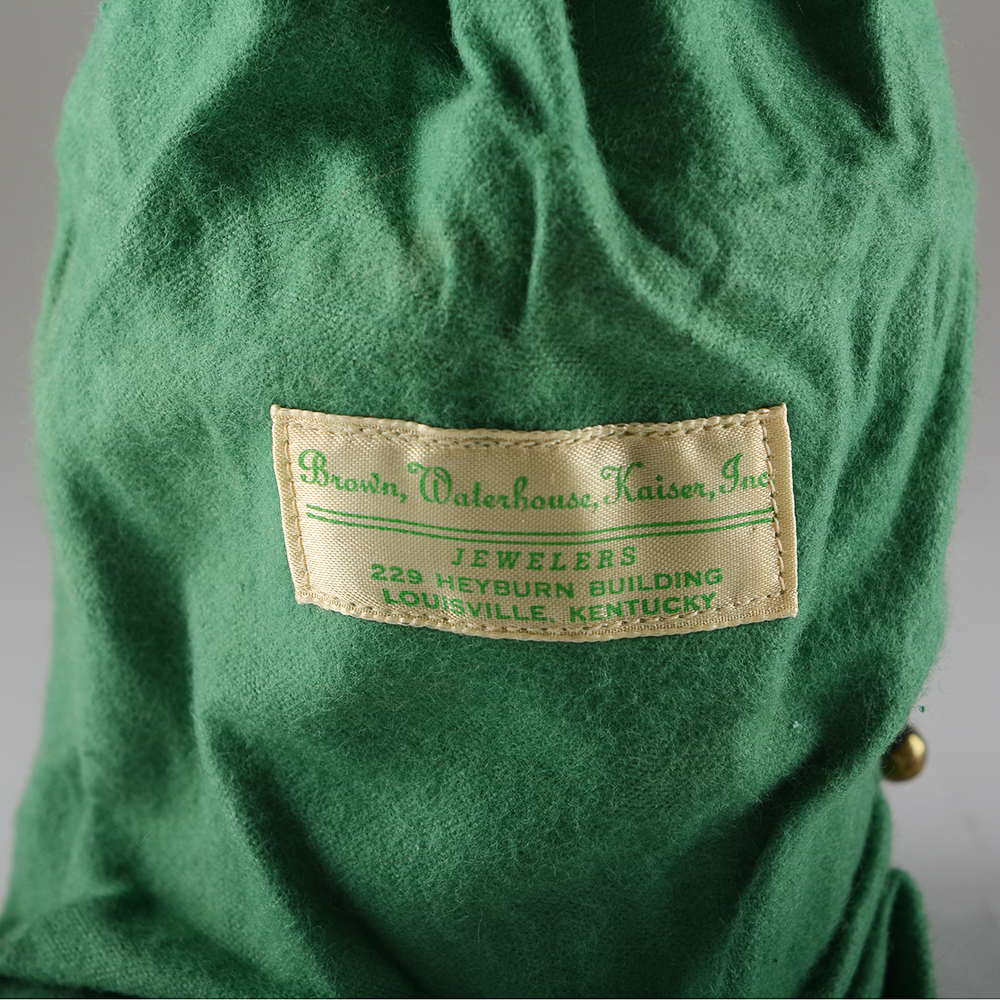 Brown, Waterhouse, Kaiser, Inc
JEWELERS
229 HEYBURN BUILDING
LOUISVILLE, KENTUCKY